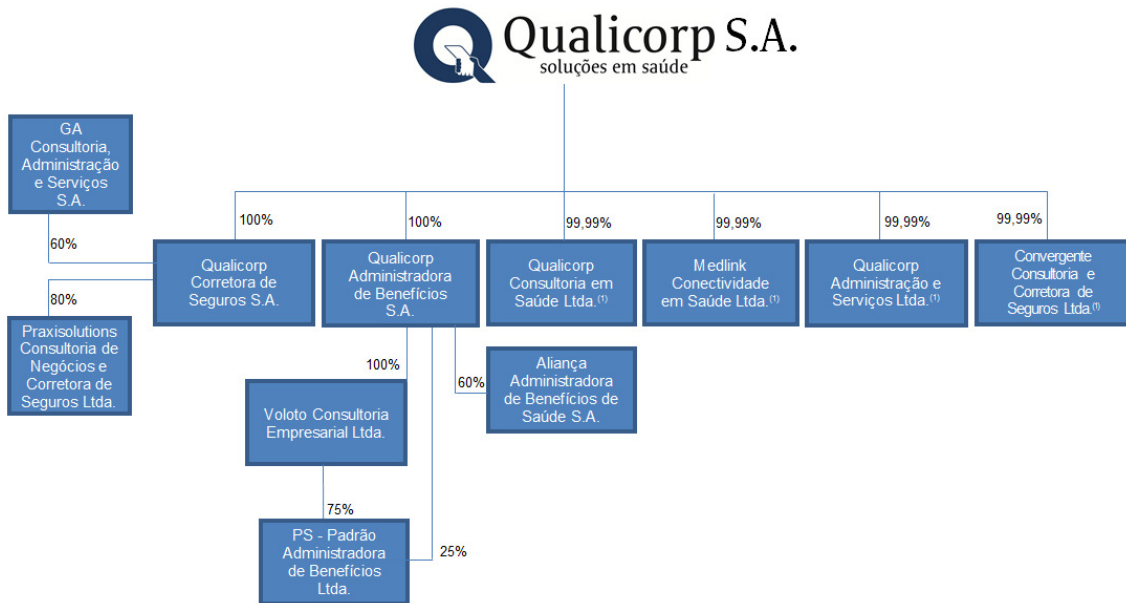 Qualicorp S.A.
soluções em saúde
GA
Consultoria,
Administração
e Serviços
S.A.
100%
100%
99,99%
99,99%
99,99%
99,99%
60%
Qualicorp
Corretora de
Seguros S.A.
Qualicorp
Administradora
de Benefícios
S.A.
Qualicorp
Consultoria em
Saúde Ltda.(1)
Medlink
Conectividade
em Saúde Ltda.(1)
Qualicorp
Administração e
Serviços Ltda.(1)
Convergente
Consultoria e
Corretora de
Seguros Ltda.(1)
80%
Praxisolutions
Consultoria de
Negócios e
Corretora de
Seguros Ltda.
100%
60%
Aliança
Administradora
de Benefícios de
Saúde S.A.
Voloto Consultoria
Empresarial Ltda.
75%
25%
PS - Padrão
Administradora
de Benefícios
Ltda.